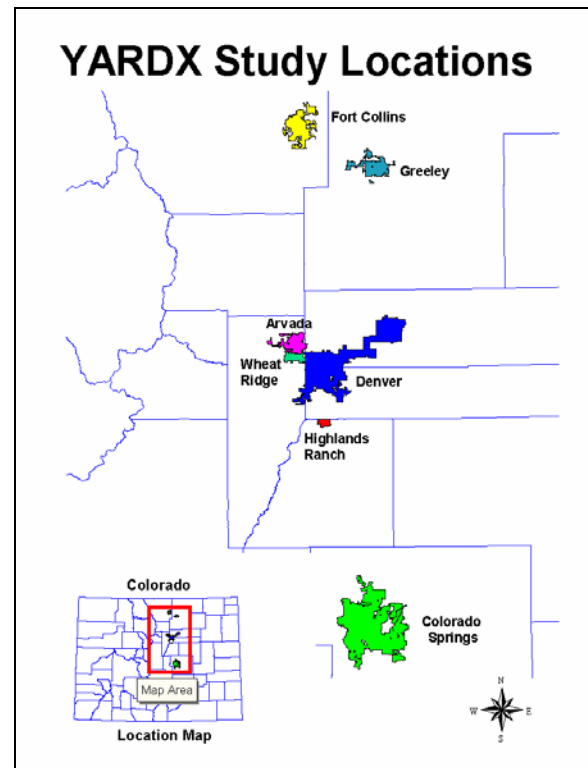 YARDX Study Locations
Fort Collins
Greeley
Arvada
Wheat
Ridge
Denver
Highlands
Ranch
Colorado
Colorado
Springs
Map Area
Location Map
N
W
E
S